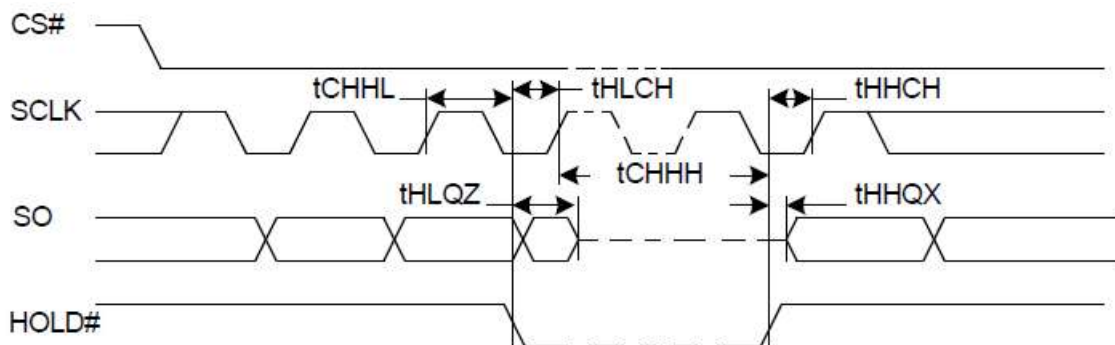 CS#
tCHHL tHLCH tHHCH
SCLK
tCHHH
tHLQZ tHHQX
SO
HOLD#